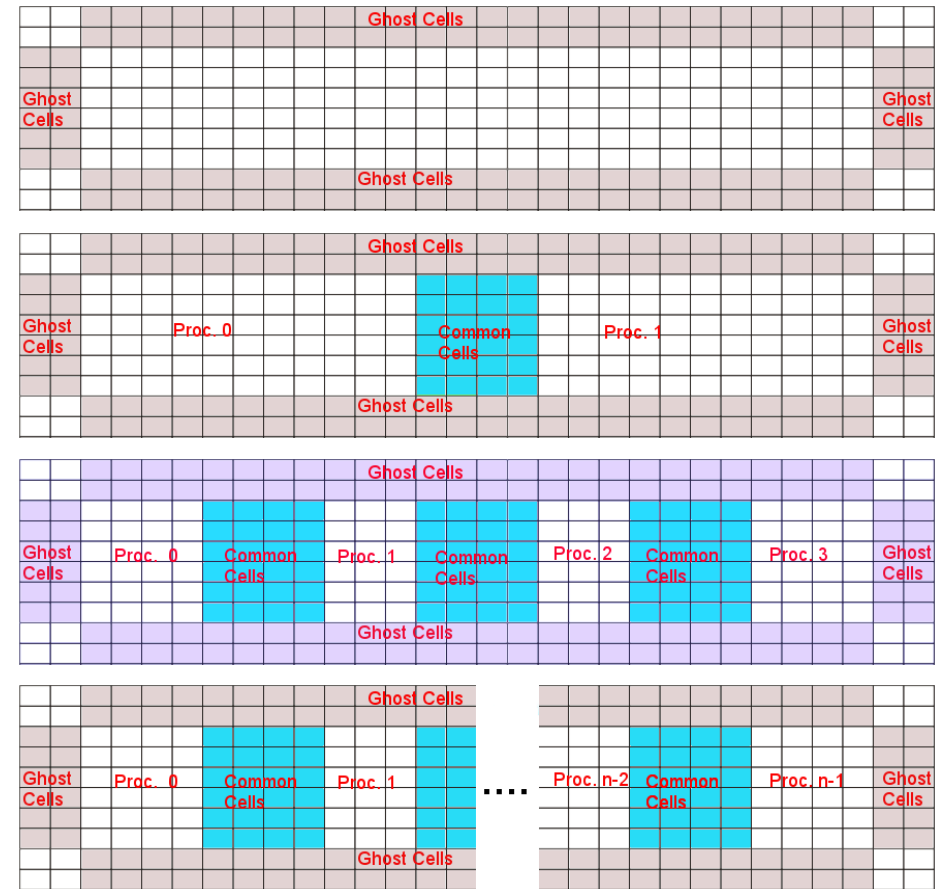 Ghost Cells
Ghost
Cells
Ghost
Cells
Ghost Cells
Ghost Cells
Ghost
Cells
Proc. 0
Common
Cells
Proc. 1
Ghost
Cells
Ghost Cells
Ghost Cells
Ghost
Cells
Proc. 0
Common
Cells
Proc. 1
Common
Cells
Proc. 2
Common
Cells
Proc. 3
Ghost
Cells
Ghost Cells
Ghost Cells
Ghost
Cells
Proc. 0
Common
Cells
Proc. 1
....
Proc. n-2
Common
Cells
Proc. n-1
Ghost
Cells
Ghost Cells